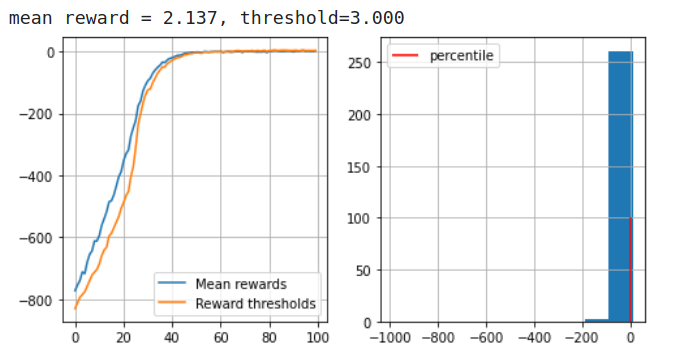 mean reward = 2.137, threshold=3.000
0
−200
−400
−600
−800
0 20 40 60 80 100
Mean rewards
Reward thresholds
250
200
150
100
50
0
−1000 −800 −600 −400 −200 0
percentile